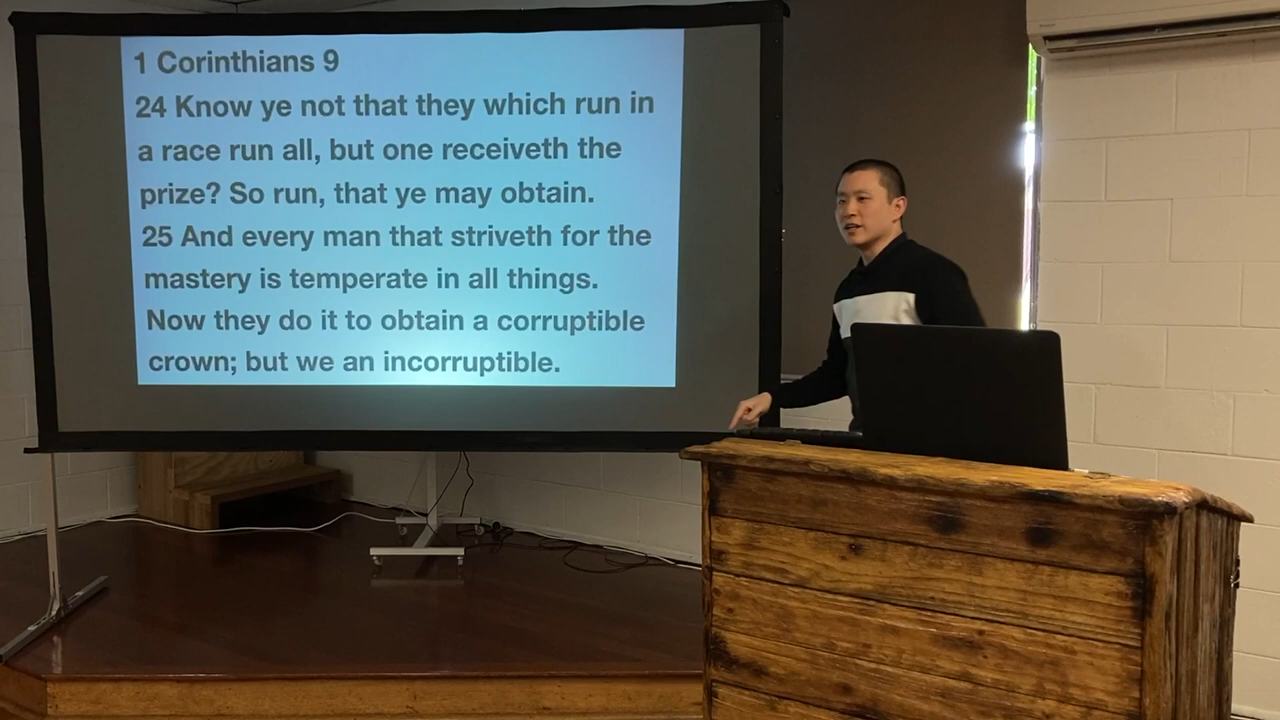 1 Corinthians 9
24 Know ye not that they which run in
a race run all, but one receiveth the
prize? So run, that ye may obtain.
25 And every man that striveth for the
mastery is temperate in all things.
Now they do it to obtain a corruptible
crown; but we an incorruptible.